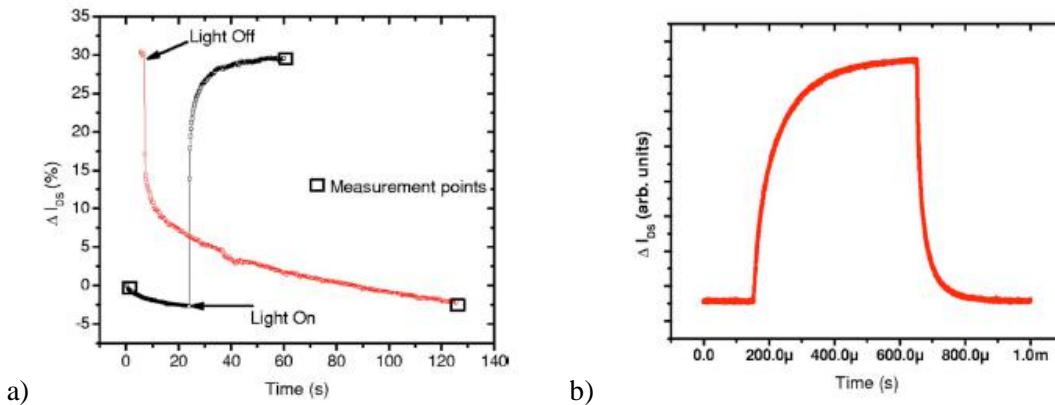 35
30
25
20
15
10
5
0
-5
Δ I_DS (%)
Light Off
Measurement points
Light On
0 20 40 60 80 100 120 140
Time (s)
a)
Δ I_DS (arb. units)
0.0 200.0μ 400.0μ 600.0μ 800.0μ 1.0m
Time (s)
b)